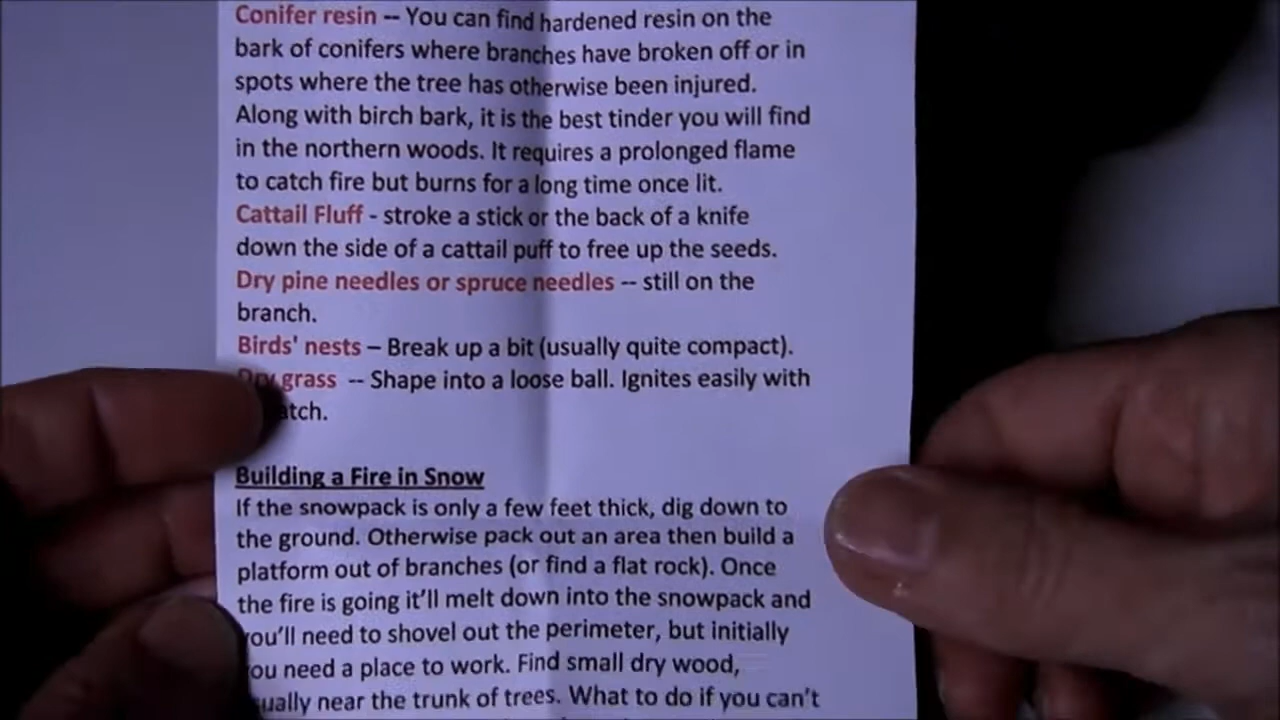 Conifer resin -- You can find hardened resin on the
bark of conifers where branches have broken off or in
spots where the tree has otherwise been injured.
Along with birch bark, it is the best tinder you will find
in the northern woods. It requires a prolonged flame
to catch fire but burns for a long time once lit.
Cattail Fluff - stroke a stick or the back of a knife
down the side of a cattail puff to free up the seeds.
Dry pine needles or spruce needles -- still on the
branch.
Birds' nests – Break up a bit (usually quite compact).
Dry grass -- Shape into a loose ball. Ignites easily with
Building a Fire in Snow
If the snowpack is only a few feet thick, dig down to
the ground. Otherwise pack out an area then build a
platform out of branches (or find a flat rock). Once
the fire is going it'll melt down into the snowpack and
you'll need to shovel out the perimeter, but initially
you need a place to work. Find small dry wood,
near the trunk of trees. What to do if you can't